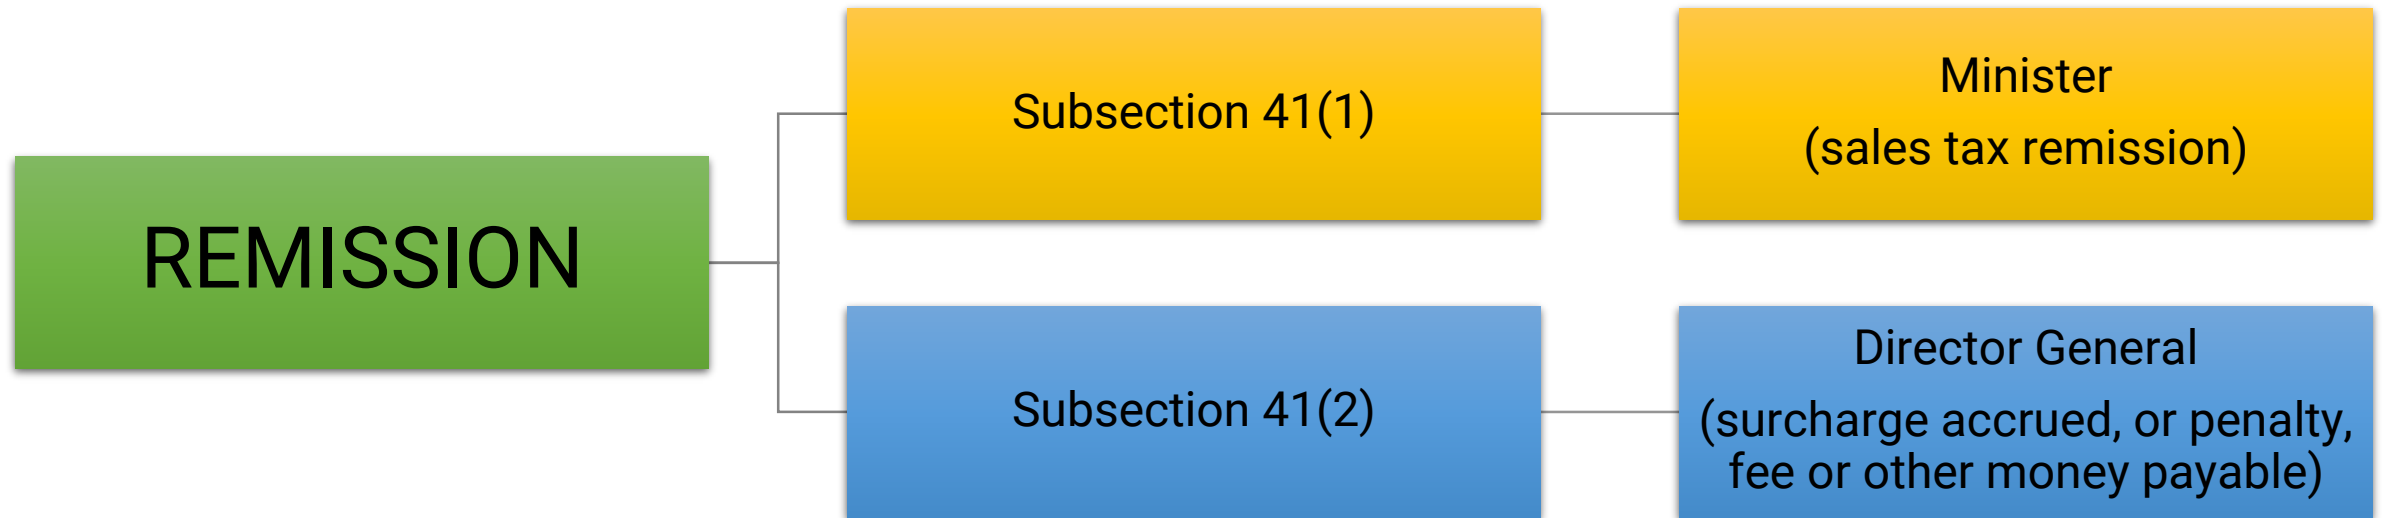 REMISSION
Subsection 41(1)
Minister
(sales tax remission)
Subsection 41(2)
Director General
(surcharge accrued, or penalty,
fee or other money payable)